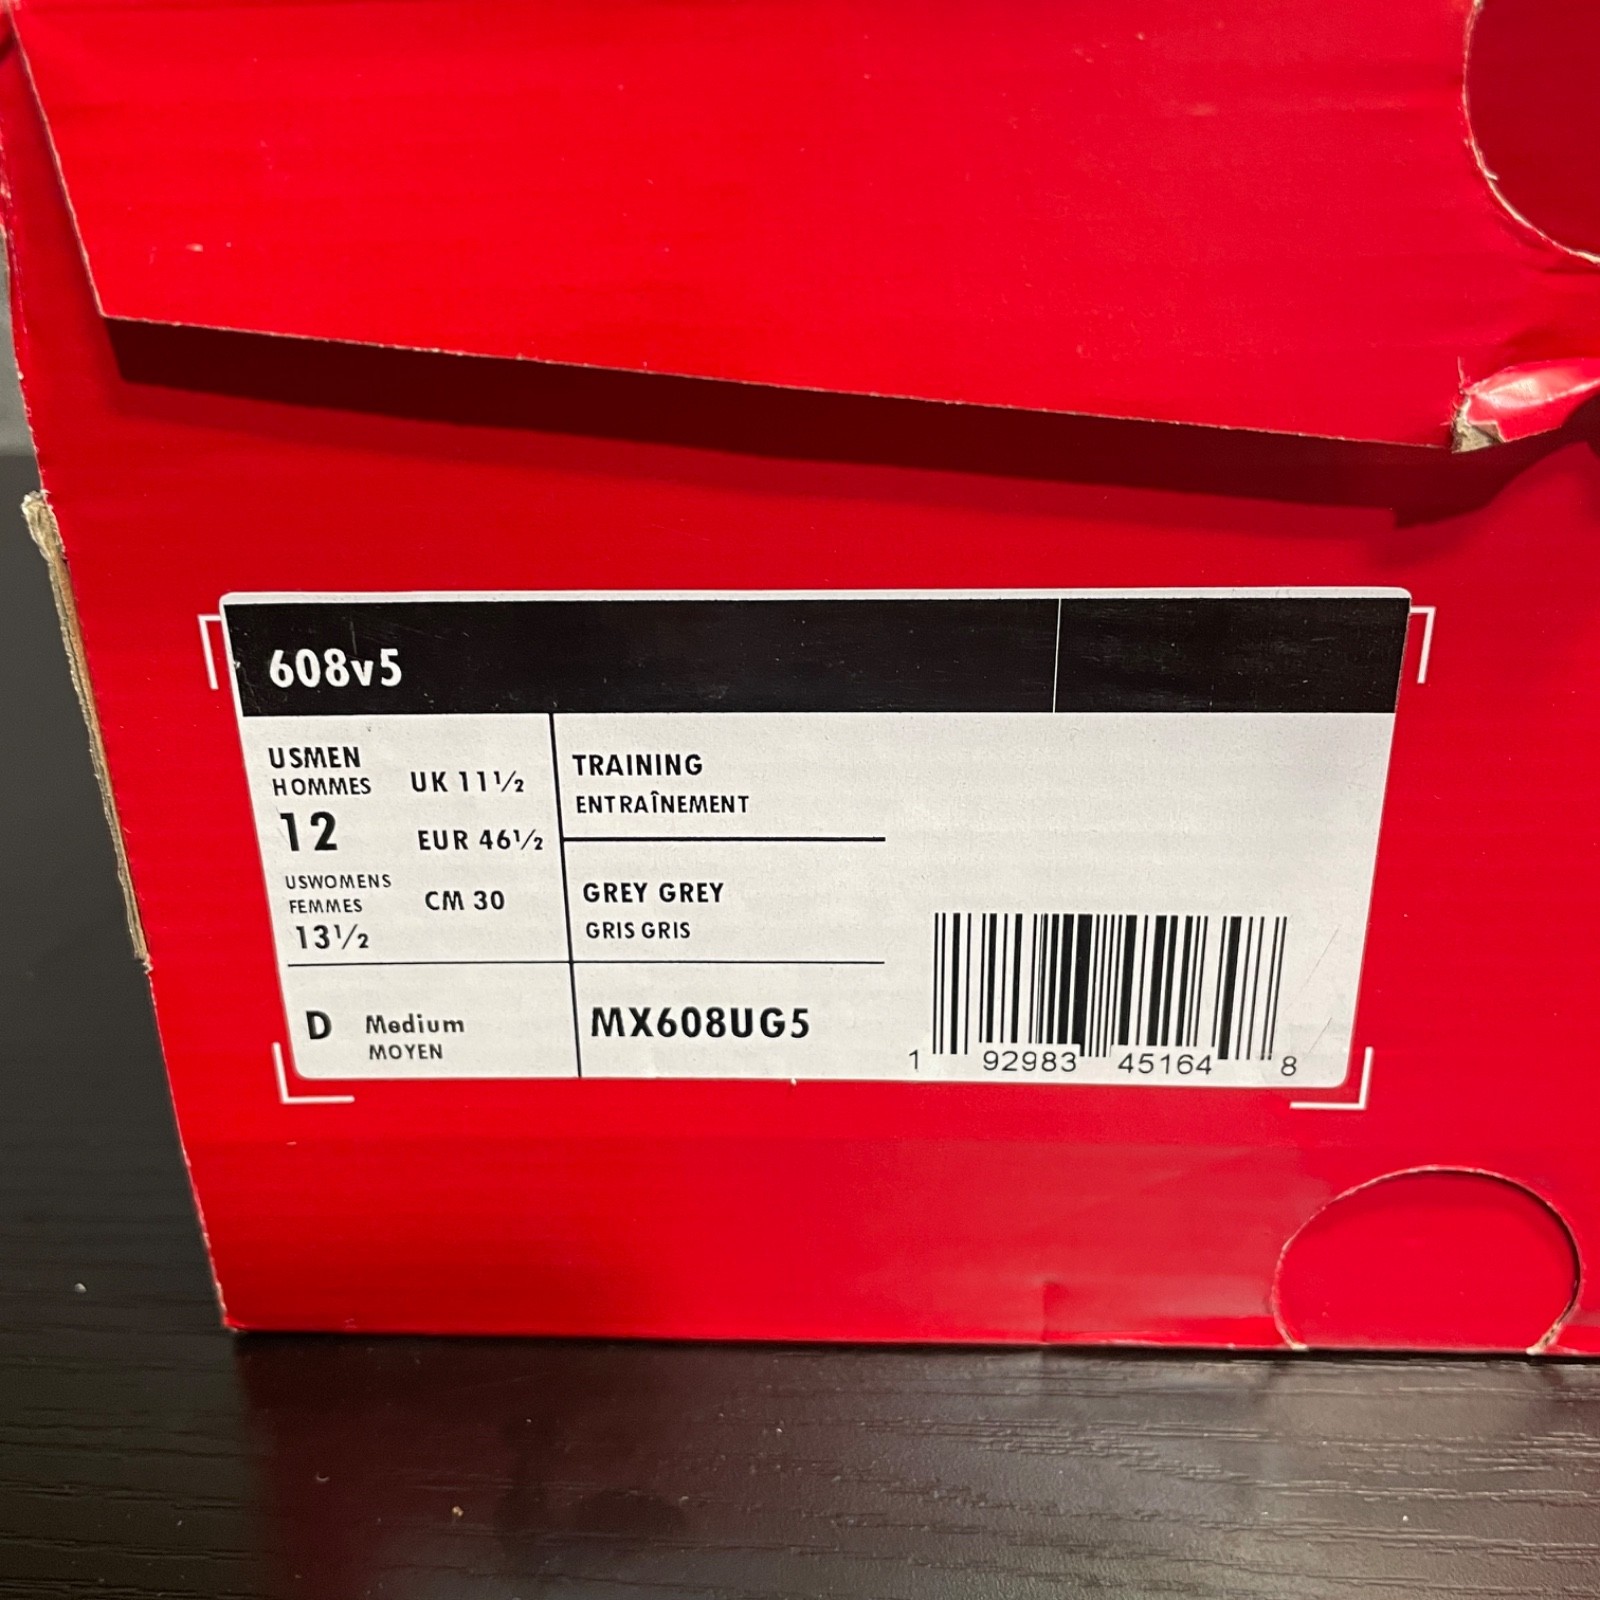 608v5
USMEN
HOMMES
12
UK 11½
EUR 46½
CM 30
USWOMENS
FEMMES
13½
D Medium
MOYEN
TRAINING
ENTRAÎNEMENT
GREY GREY
GRIS GRIS
MX608UG5
1 92983 45164 8